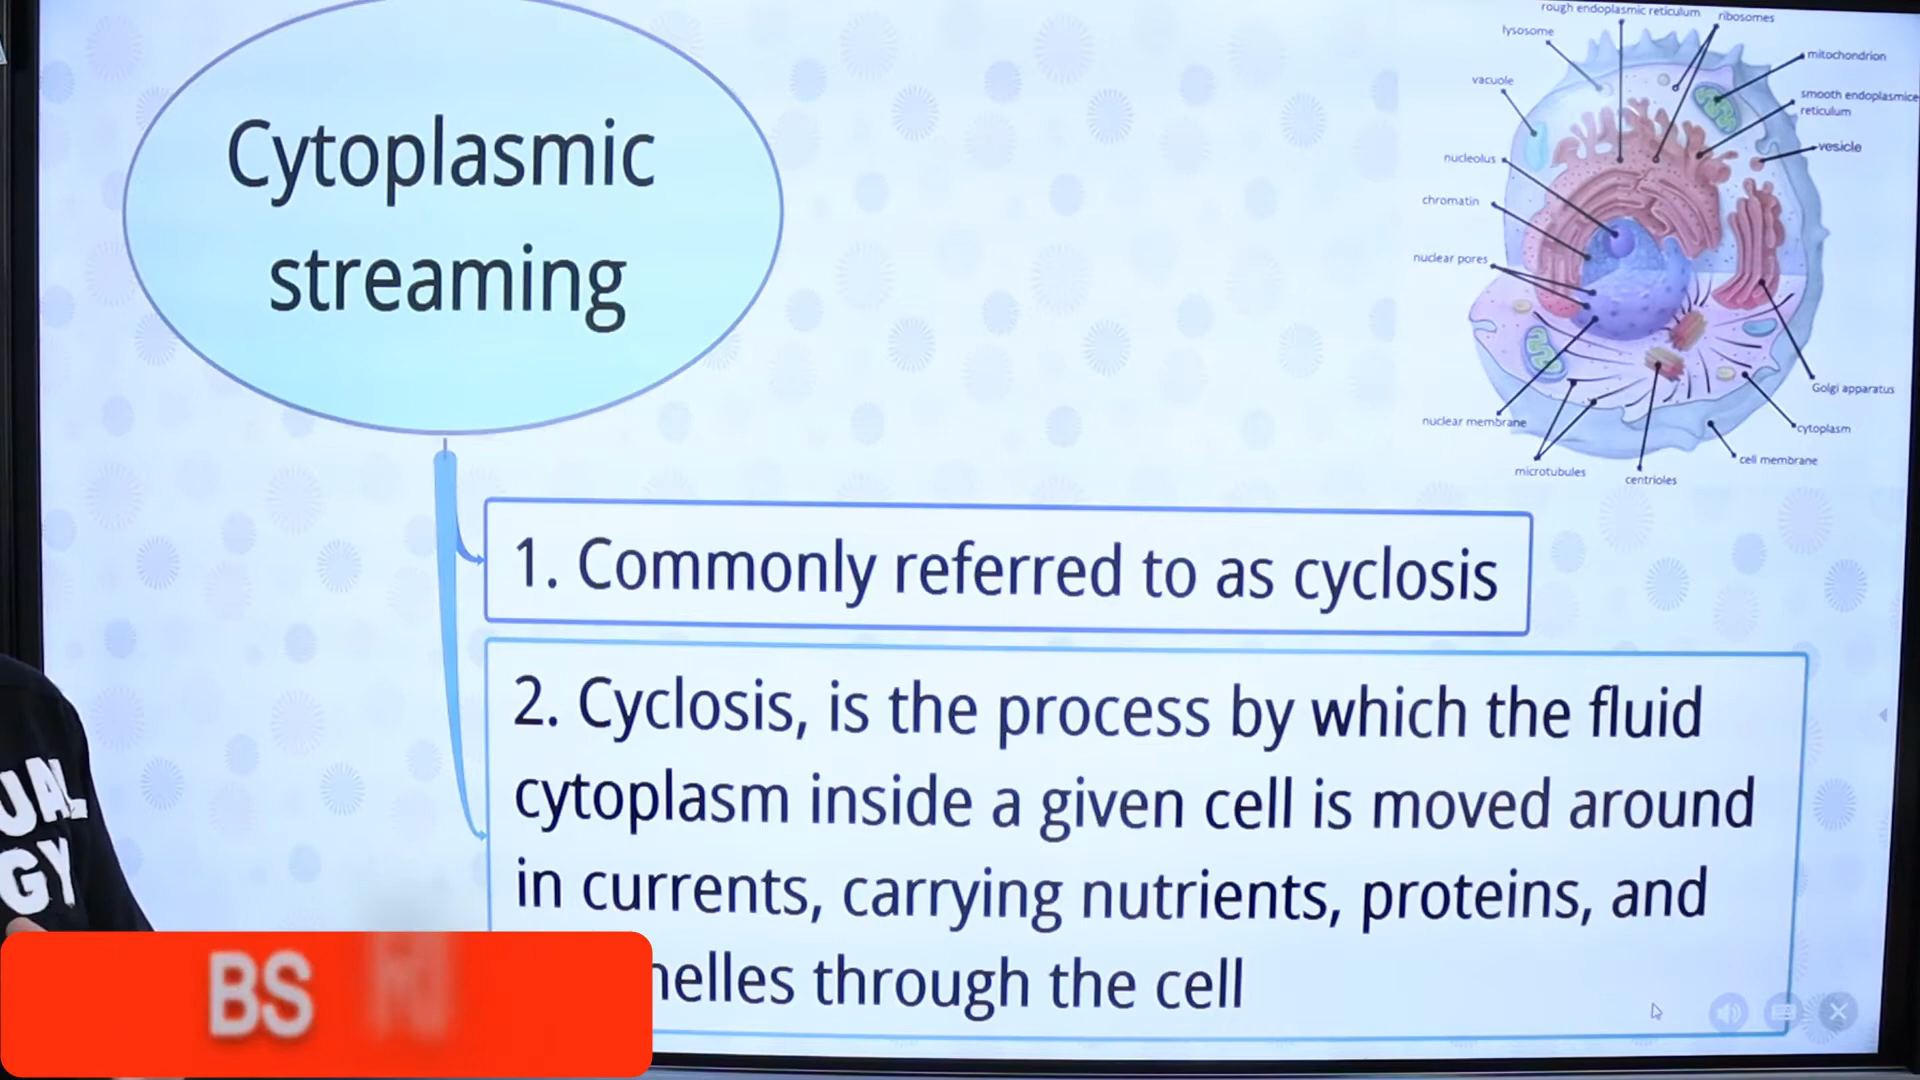 Cytoplasmic
streaming
rough endoplasmic reticulum
ribosomes
lysosome
mitochondrion
vacuole
smooth endoplasmice
reticulum
vesicle
nucleolus
chromatin
nuclear pores
Golgi apparatus
nuclear membrane
cytoplasm
cell membrane
microtubules
centrioles
1. Commonly referred to as cyclosis
2. Cyclosis, is the process by which the fluid
cytoplasm inside a given cell is moved around
in currents, carrying nutrients, proteins, and
nelles through the cell
UAL
GY
BS